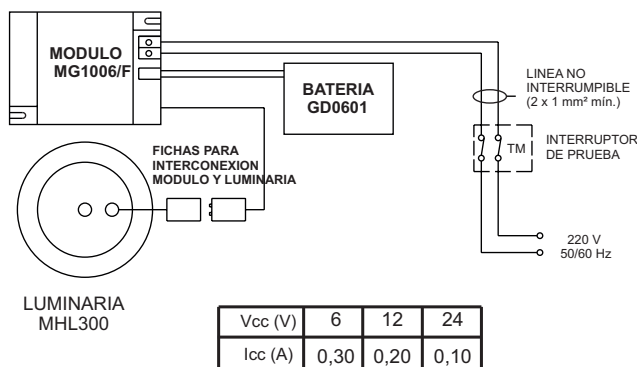 MODULO
MG1006/F
BATERIA
GD0601
LINEA NO
INTERRUMPIBLE
(2 x 1 mm² mín.)
TM
INTERRUPTOR
DE PRUEBA
FICHAS PARA
INTERCONEXION
MODULO Y LUMINARIA
220 V
50/60 Hz
LUMINARIA
MHL300
Vcc (V) 6 12 24
Icc (A) 0,30 0,20 0,10